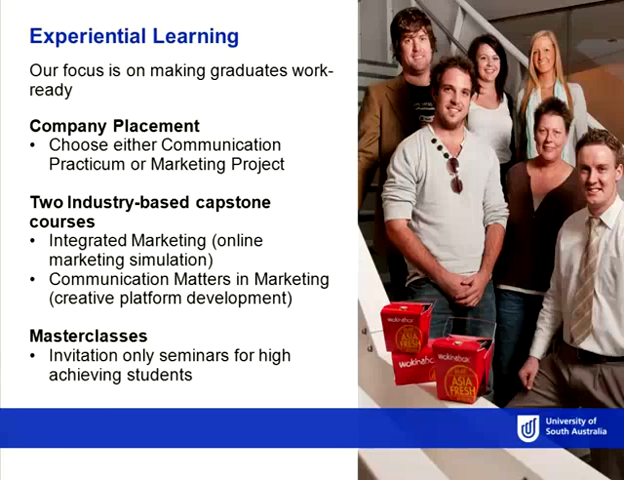 Experiential Learning
Our focus is on making graduates work-
ready
Company Placement
• Choose either Communication
Practicum or Marketing Project
Two Industry-based capstone
courses
• Integrated Marketing (online
marketing simulation)
• Communication Matters in Marketing
(creative platform development)
Masterclasses
• Invitation only seminars for high
achieving students
wokinabox
ASIA
FRESH
wokinabox
wokinabox
ASIA
FRESH
University of
South Australia